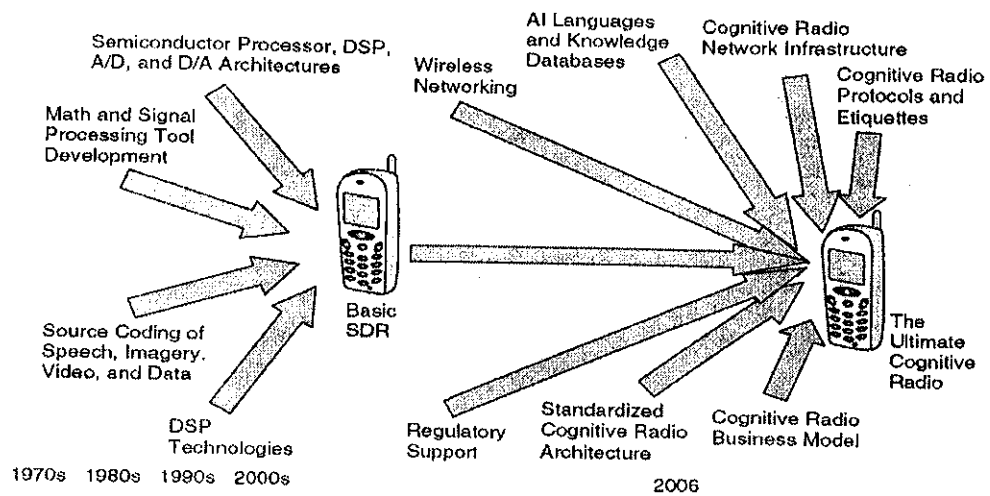 Semiconductor Processor, DSP,
A/D, and D/A Architectures
Math and Signal
Processing Tool
Development
Source Coding of
Speech, Imagery,
Video, and Data
DSP
Technologies
Basic
SDR
Wireless
Networking
AI Languages
and Knowledge
Databases
Cognitive Radio
Network Infrastructure
Cognitive Radio
Protocols and
Etiquettes
Regulatory
Support
Standardized
Cognitive Radio
Architecture
Cognitive Radio
Business Model
The
Ultimate
Cognitive
Radio
1970s 1980s 1990s 2000s
2006